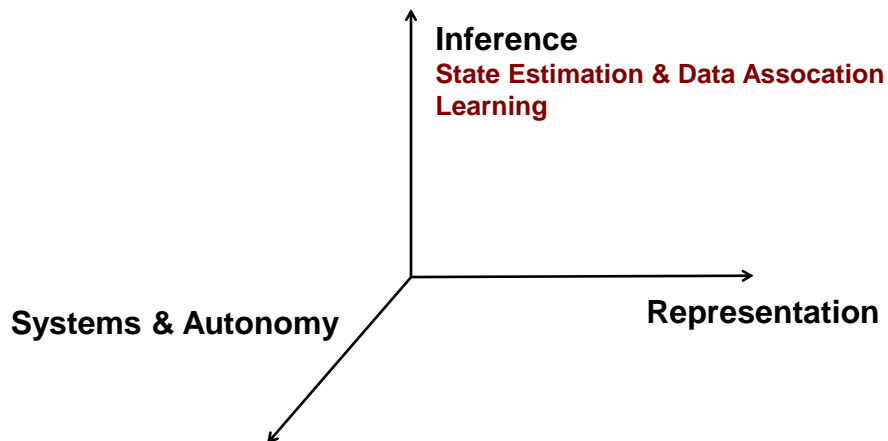 Inference
State Estimation & Data Assocation
Learning
Systems & Autonomy
Representation